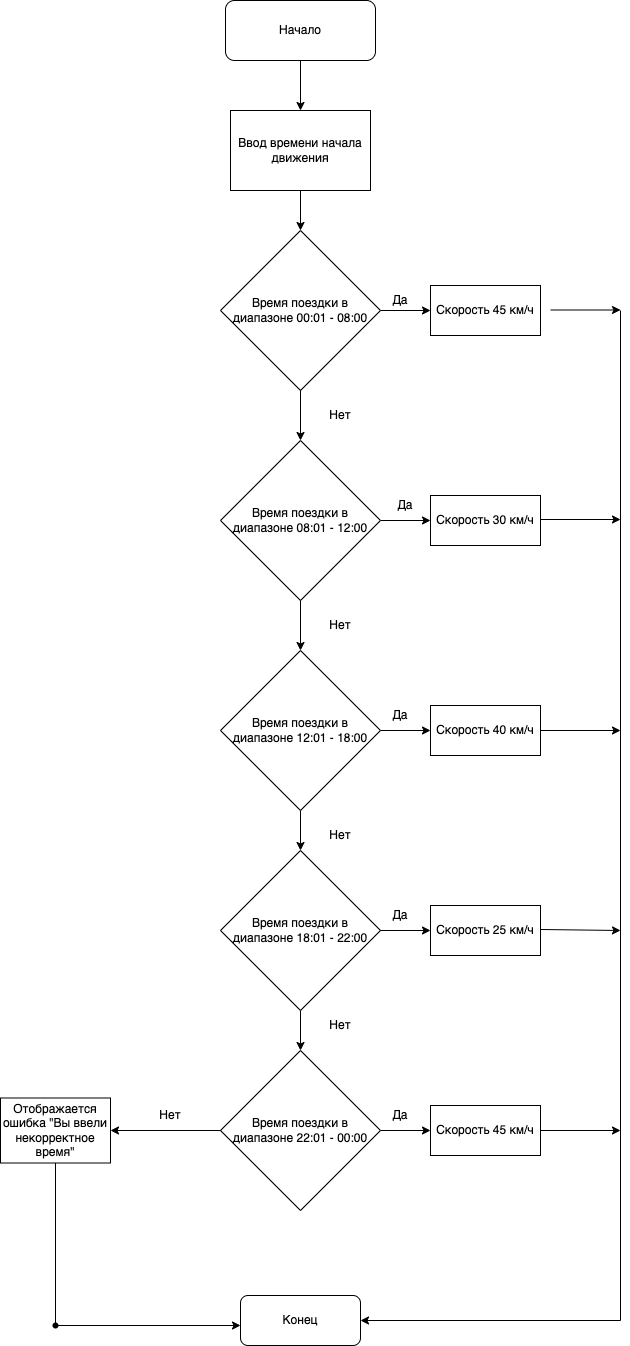 Начало
Ввод времени начала
движения
Время поездки в
диапазоне 00:01 - 08:00
Да
Скорость 45 км/ч
Нет
Время поездки в
диапазоне 08:01 - 12:00
Да
Скорость 30 км/ч
Нет
Время поездки в
диапазоне 12:01 - 18:00
Да
Скорость 40 км/ч
Нет
Время поездки в
диапазоне 18:01 - 22:00
Да
Скорость 25 км/ч
Нет
Время поездки в
диапазоне 22:01 - 00:00
Да
Скорость 45 км/ч
Нет
Отображается
ошибка "Вы ввели
некорректное
время"
Конец